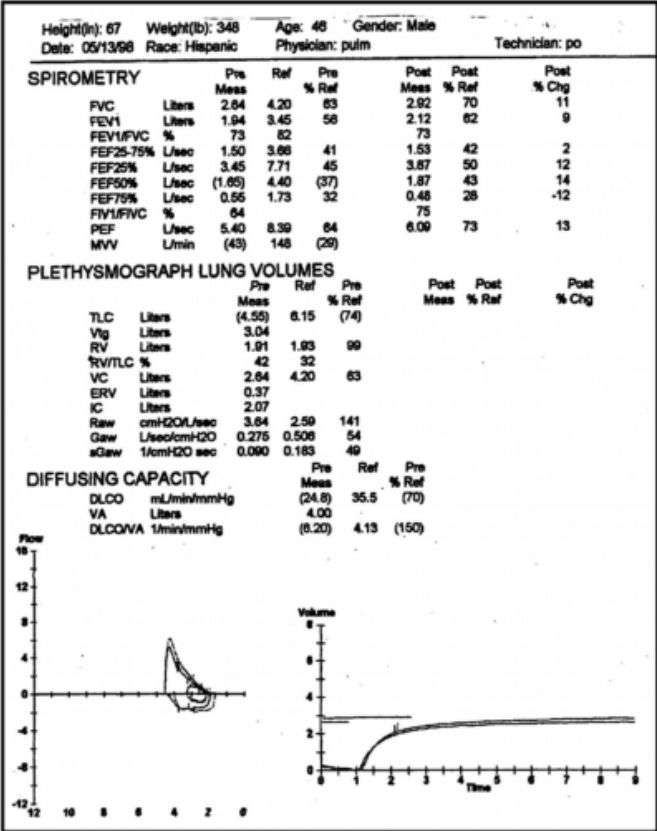 Height(in): 67 Weight(lb): 348 Age: 46 Gender: Male
Date: 05/13/98 Race: Hispanic Physician: pulm Technician: po
SPIROMETRY Pre Meas Ref Pre % Ref Post Meas Post % Ref Post % Chg
FVC Liters 2.64 4.20 63 2.92 70 11
FEV1 Liters 1.94 3.45 56 2.12 62 9
FEV1/FVC % 73 82 73
FEF25-75% L/sec 1.50 3.66 41 1.53 42 2
FEF25% L/sec 3.45 7.71 45 3.87 50 12
FEF50% L/sec (1.65) 4.40 (37) 1.87 43 14
FEF75% L/sec 0.55 1.73 32 0.48 28 -12
FIV1/FIVC % 64 75
PEF L/sec 5.40 8.39 64 6.09 73 13
MVV L/min (43) 148 (29)
PLETHYSMOGRAPH LUNG VOLUMES
Pre Meas Ref Pre % Ref Post Meas Post % Ref Post % Chg
TLC Liters (4.55) 6.15 (74)
Vtg Liters 3.04
RV Liters 1.91 1.93 99
RV/TLC % 42 32
VC Liters 2.64 4.20 63
ERV Liters 0.37
IC Liters 2.07
Raw cmH2O/L/sec 3.64 2.59 141
Gaw L/sec/cmH2O 0.275 0.506 54
sGaw 1/cmH2O sec 0.090 0.183 49
DIFFUSING CAPACITY Pre Meas Ref Pre % Ref
DLCO mL/min/mmHg (24.8) 35.5 (70)
VA Liters 4.00
DLCO/VA 1/min/mmHg (6.20) 4.13 (150)
Flow
16
12
8
4
0
-4
-8
-12
12 10 8 6 4 2 0
Volume
8
6
4
2
0
0 1 2 3 4 5 6 7 8 9
Time